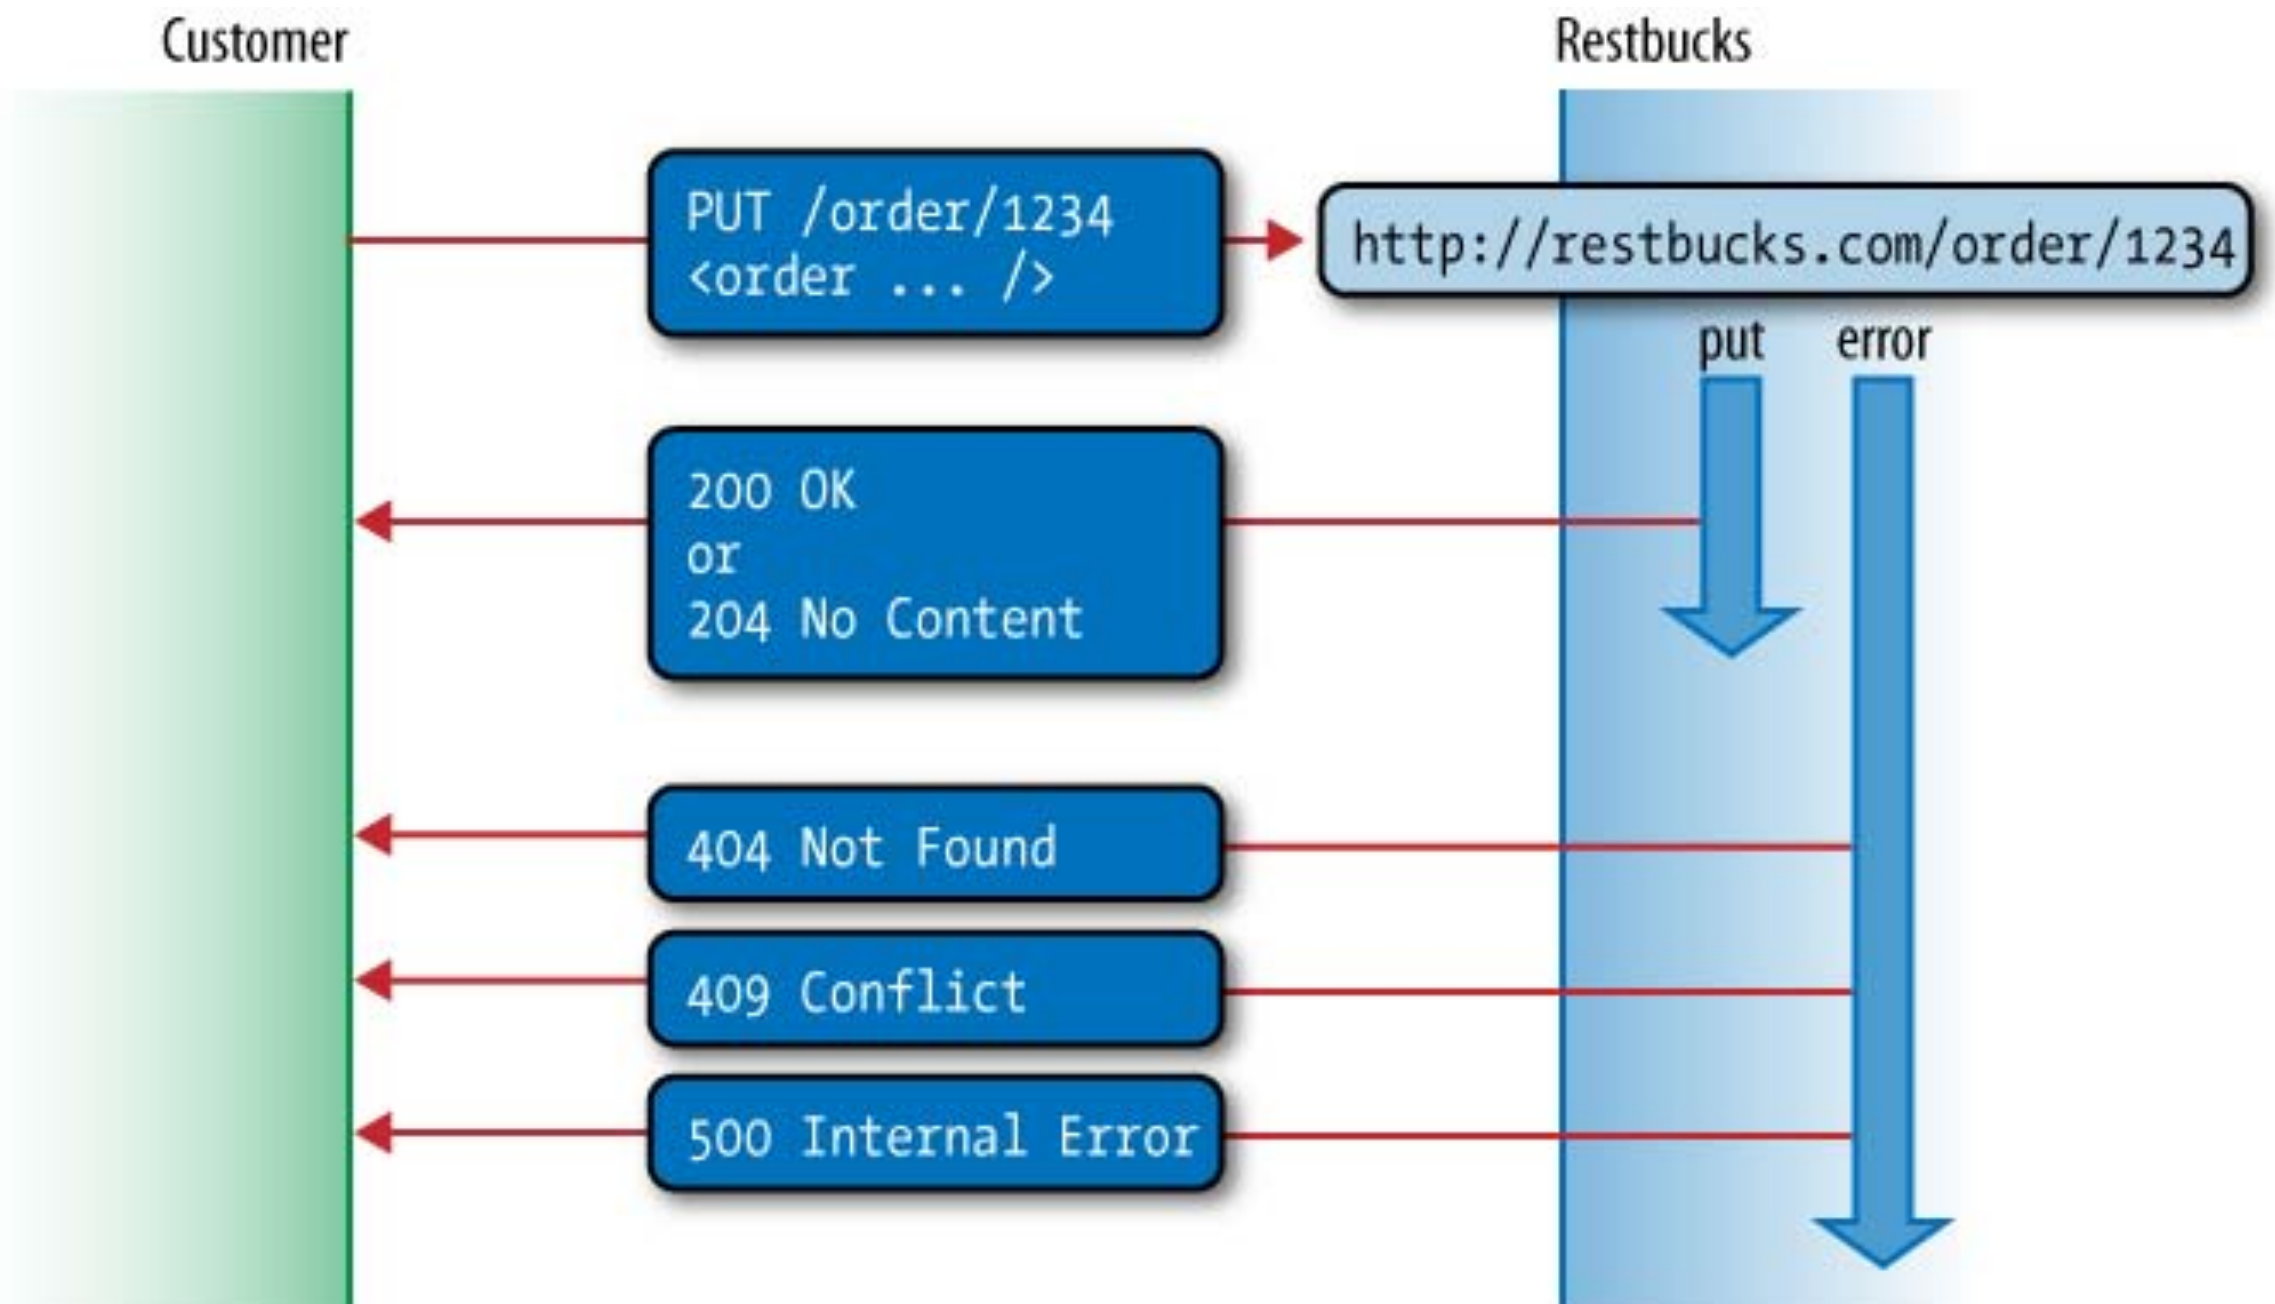 Customer
Restbucks
PUT /order/1234
<order ... />
http://restbucks.com/order/1234
put
error
200 OK
or
204 No Content
404 Not Found
409 Conflict
500 Internal Error